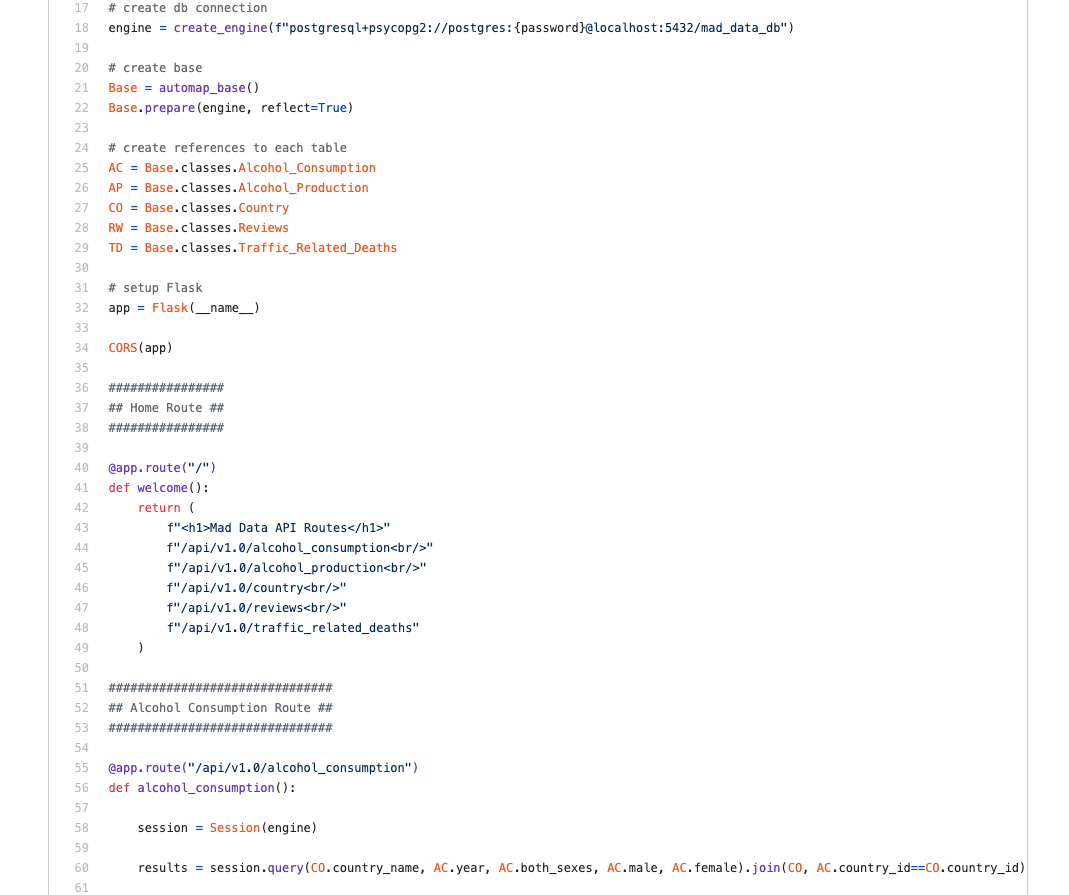 17 # create db connection
18 engine = create_engine(f"postgresql+psycopg2://postgres:{password}@localhost:5432/mad_data_db")
19
20 # create base
21 Base = automap_base()
22 Base.prepare(engine, reflect=True)
23
24 # create references to each table
25 AC = Base.classes.Alcohol_Consumption
26 AP = Base.classes.Alcohol_Production
27 CO = Base.classes.Country
28 RW = Base.classes.Reviews
29 TD = Base.classes.Traffic_Related_Deaths
30
31 # setup Flask
32 app = Flask(__name__)
33
34 CORS(app)
35
36 ################
37 ## Home Route ##
38 ################
39
40 @app.route("/")
41 def welcome():
42     return (
43         f"<h1>Mad Data API Routes</h1>"
44         f"/api/v1.0/alcohol_consumption<br/>"
45         f"/api/v1.0/alcohol_production<br/>"
46         f"/api/v1.0/country<br/>"
47         f"/api/v1.0/reviews<br/>"
48         f"/api/v1.0/traffic_related_deaths"
49     )
50
51 ###############################
52 ## Alcohol Consumption Route ##
53 ###############################
54
55 @app.route("/api/v1.0/alcohol_consumption")
56 def alcohol_consumption():
57
58     session = Session(engine)
59
60     results = session.query(CO.country_name, AC.year, AC.both_sexes, AC.male, AC.female).join(CO, AC.country_id==CO.country_id)
61